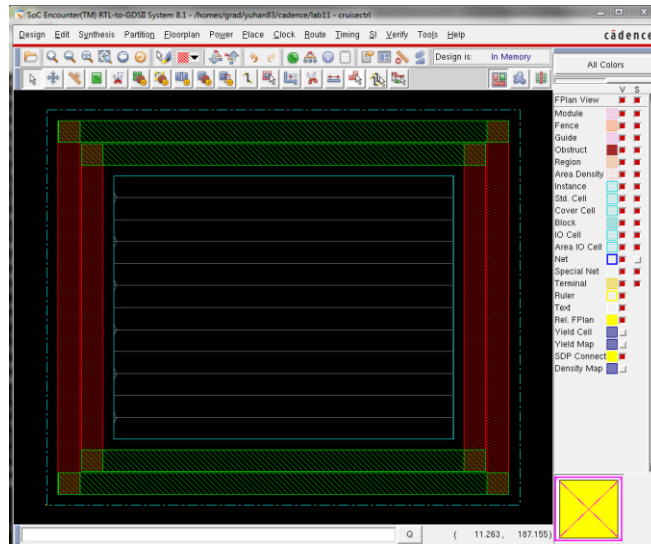 SoC Encounter(TM) RTL-to-GDSII System 8.1 - /homes/grad/yuhan83/cadence/lab11 - cruisectrl
Design Edit Synthesis Partition Floorplan Power Place Clock Route Timing SI Verify Tools Help
cādence
Design is: In Memory
All Colors
V S
FPlan View
Module
Fence
Guide
Obstruct
Region
Area Density
Instance
Std. Cell
Cover Cell
Block
IO Cell
Area IO Cell
Net
Special Net
Terminal
Ruler
Text
Rel. FPlan
Yield Cell
Yield Map
SDP Connect
Density Map
Q ( 11.263, 187.155)